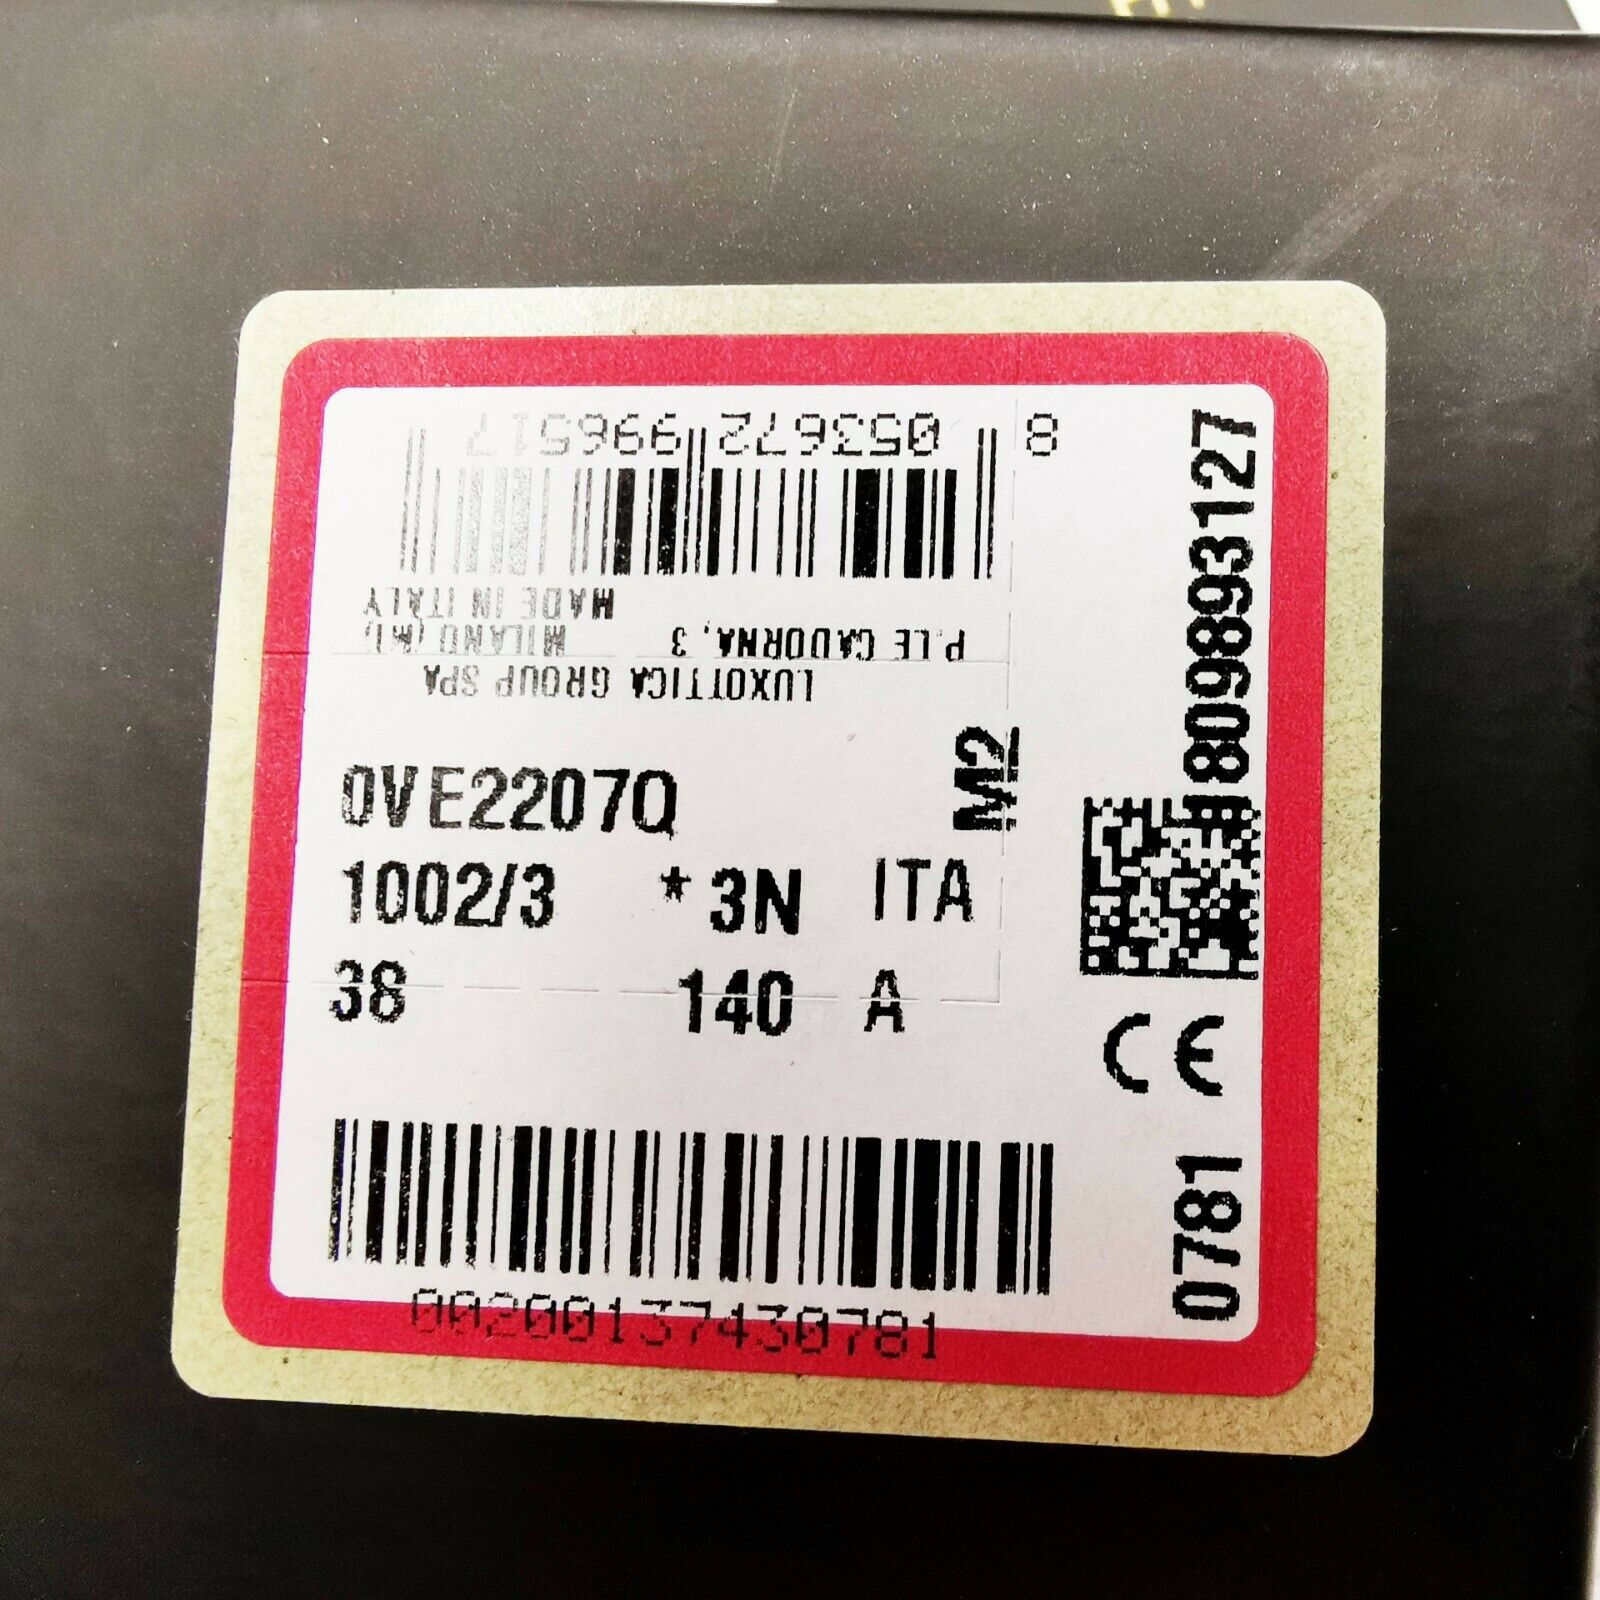 8 053672 996517
LUXOTTICA GROUP SPA
P.LE CADORNA, 3 MILANO (MI)
MADE IN ITALY
0VE2207Q M2
1002/3 * 3N ITA
38 140 A
00200137430781
1809893127
CE
0781